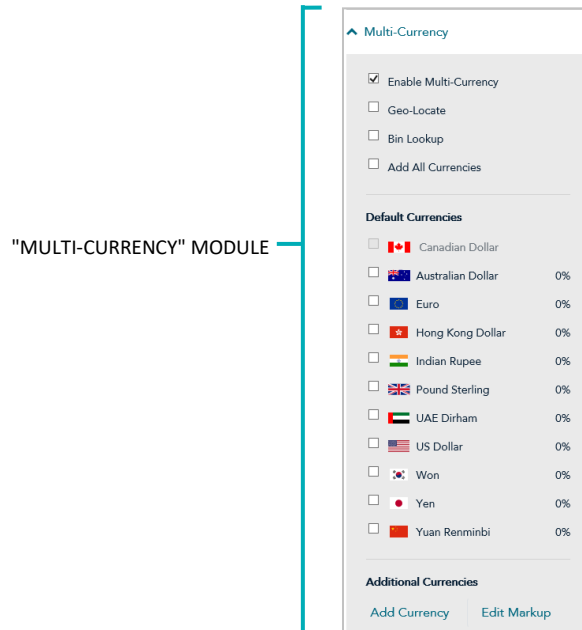 Multi-Currency
Enable Multi-Currency
Geo-Locate
Bin Lookup
Add All Currencies
Default Currencies
"MULTI-CURRENCY" MODULE
Canadian Dollar
Australian Dollar 0%
Euro 0%
Hong Kong Dollar 0%
Indian Rupee 0%
Pound Sterling 0%
UAE Dirham 0%
US Dollar 0%
Won 0%
Yen 0%
Yuan Renminbi 0%
Additional Currencies
Add Currency Edit Markup